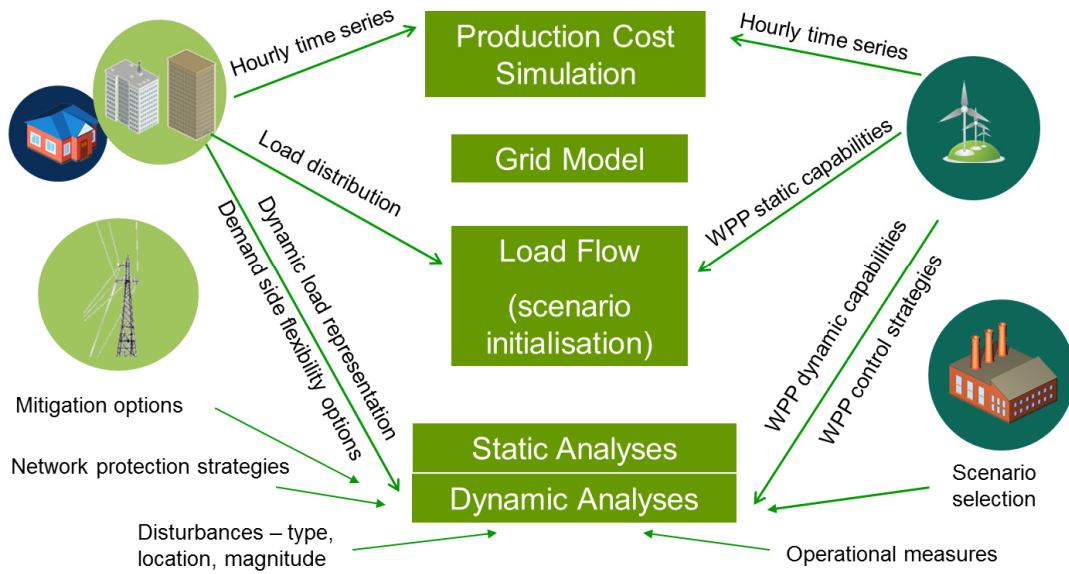 Hourly time series
Production Cost
Simulation
Hourly time series
Load distribution
Grid Model
WPP static capabilities
Load Flow
(scenario
initialisation)
Dynamic load representation
Demand side flexibility options
WPP dynamic capabilities
WPP control strategies
Mitigation options
Network protection strategies
Static Analyses
Dynamic Analyses
Scenario
selection
Disturbances – type,
location, magnitude
Operational measures